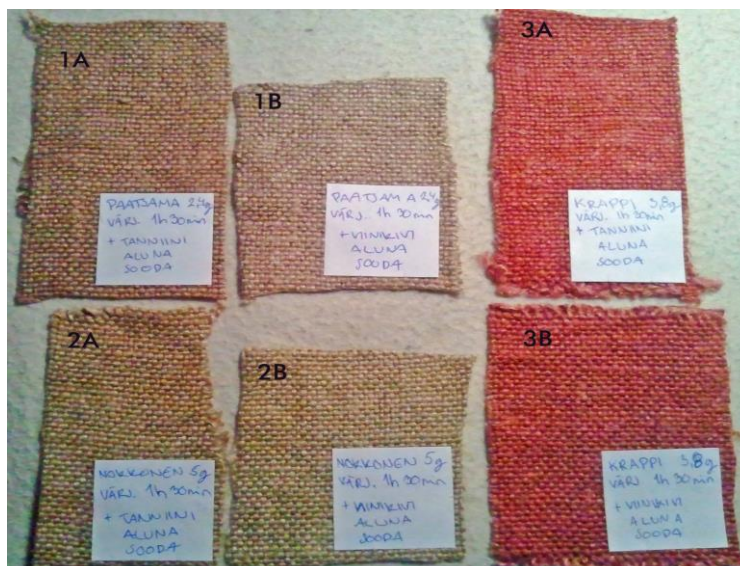 1A
PAATSAMA 2,4g
VÄRJ. 1h 30min
+ TANNIINI
ALUNA
SOODA
1B
PAATSAMA 2,4g
VÄRJ. 1h 30min
+ VIINIKIVI
ALUNA
SOODA
3A
KRAPPI 3,8g
VÄRJ. 1h 30min
+ TANNIINI
ALUNA
SOODA
2A
NOKKONEN 5g
VÄRJ. 1h 30min
+ TANNIINI
ALUNA
SOODA
2B
NOKKONEN 5g
VÄRJ. 1h 30min
+ VIINIKIVI
ALUNA
SOODA
3B
KRAPPI 3,8g
VÄRJ. 1h 30min
+ VIINIKIVI
ALUNA
SOODA